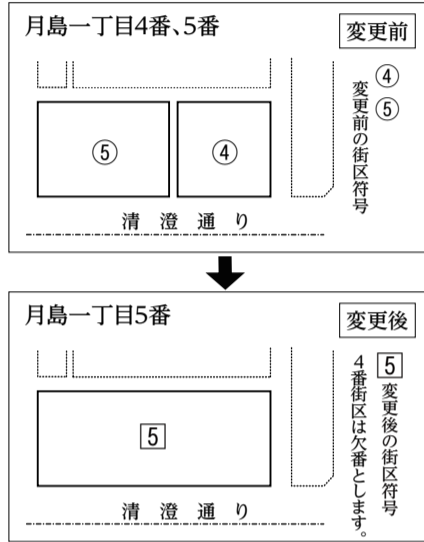 月島一丁目4番、5番
変更前
④
⑤
変更前の街区符号
⑤
④
清澄通り
月島一丁目5番
変更後
5
変更後の街区符号
4番街区は欠番とします。
5
清澄通り